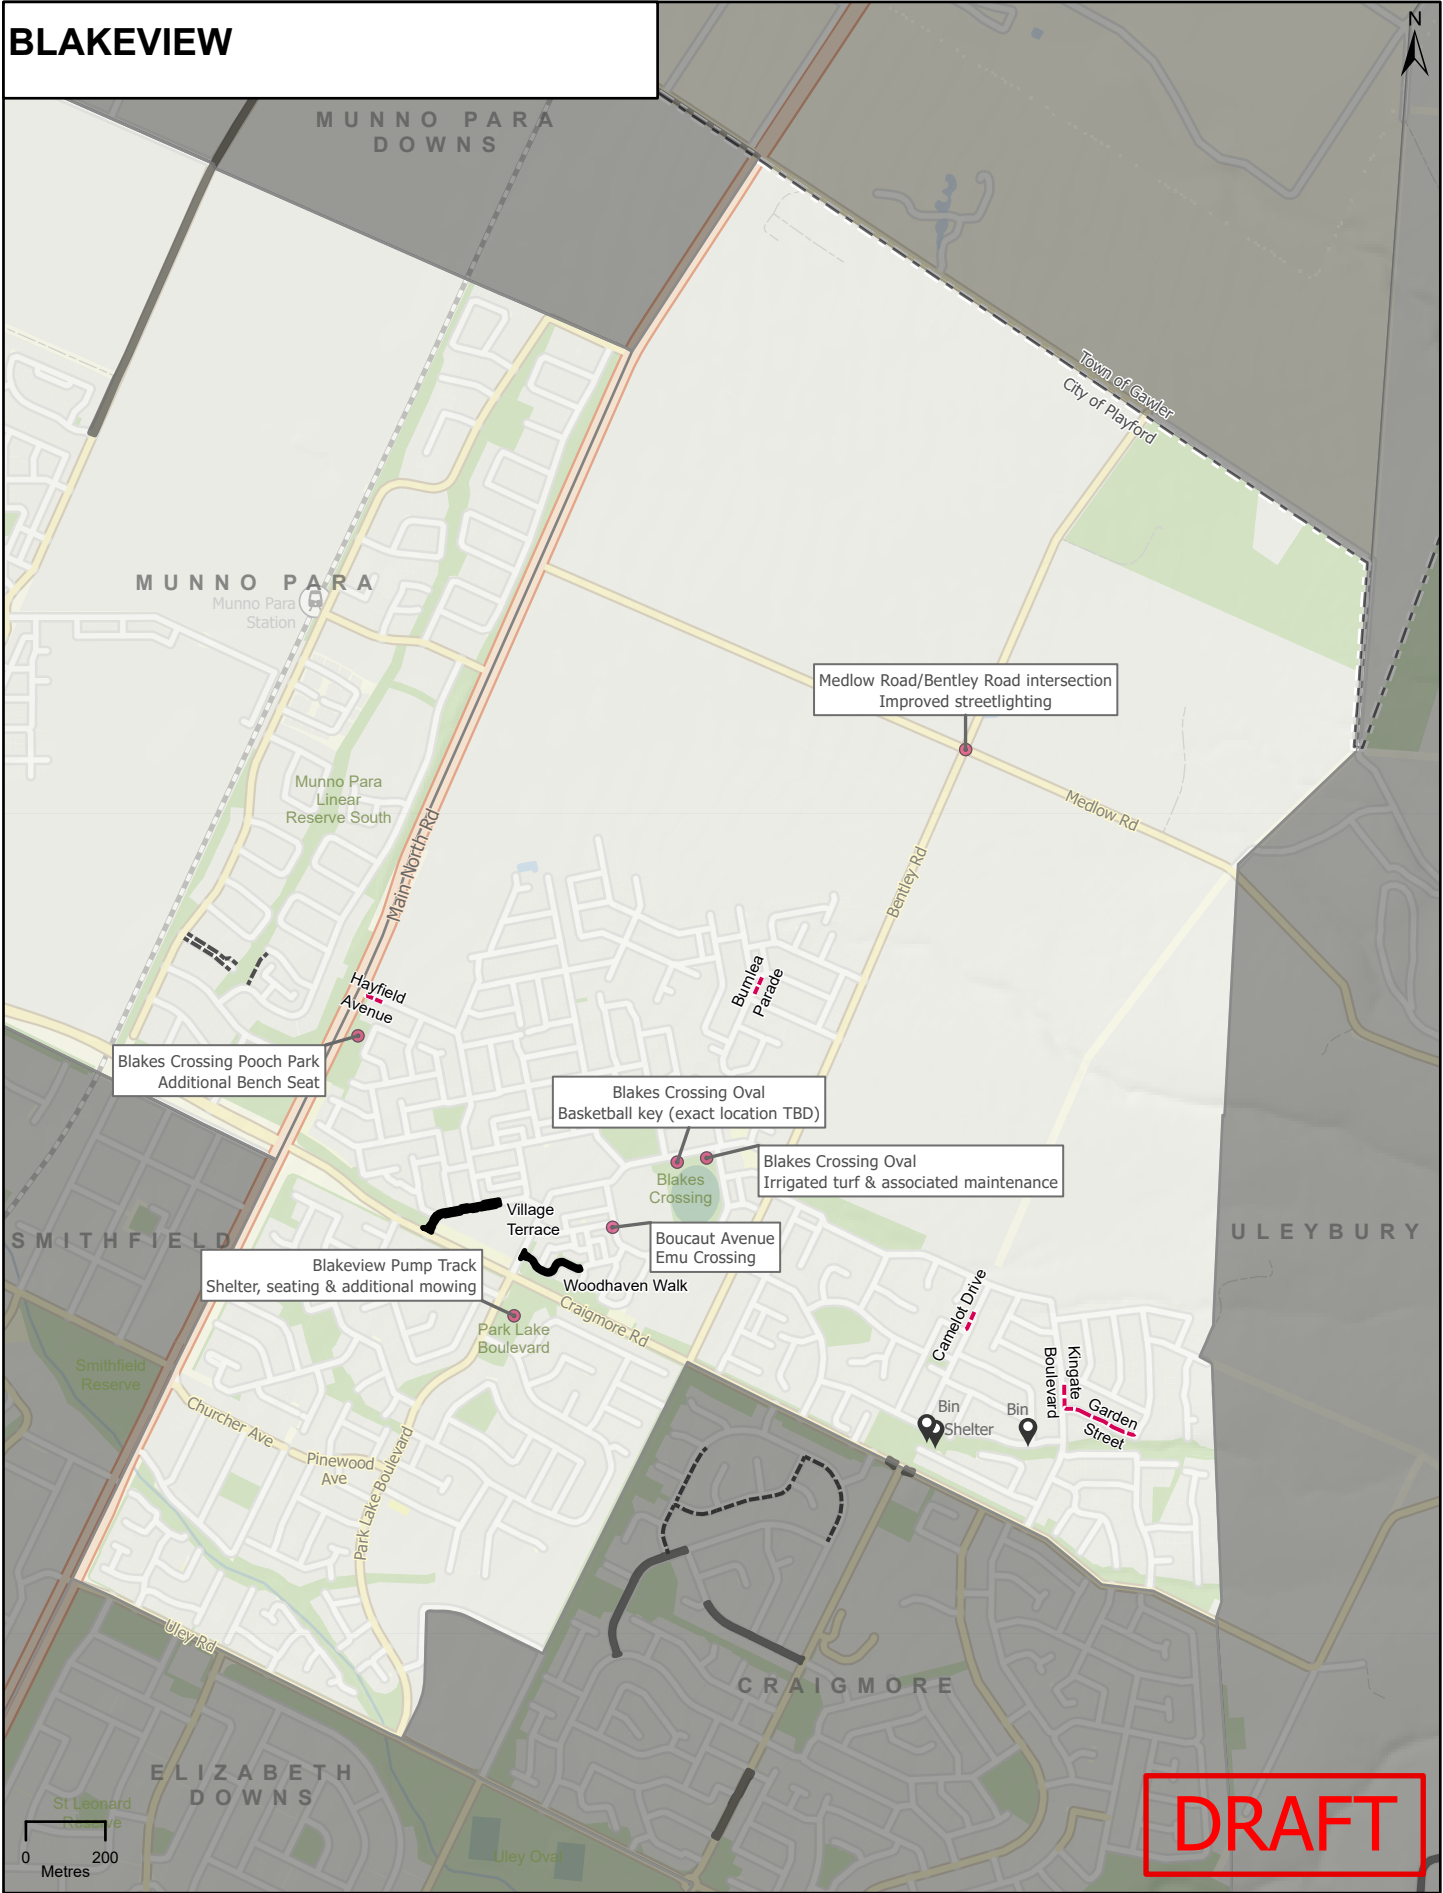 BLAKEVIEW
N
MUNNO PARA
DOWNS
Town of Gawler
City of Playford
MUNNO PARA
Munno Para
Station
Medlow Road/Bentley Road intersection
Improved streetlighting
Munno Para
Linear
Reserve South
Main North Rd
Medlow Rd
Bentley Rd
Hayfield
Avenue
Bumlea
Parade
Blakes Crossing Pooch Park
Additional Bench Seat
Blakes Crossing Oval
Basketball key (exact location TBD)
Blakes Crossing Oval
Irrigated turf & associated maintenance
Blakes
Crossing
Village
Terrace
Boucaut Avenue
Emu Crossing
SMITHFIELD
ULEYBURY
Blakeview Pump Track
Shelter, seating & additional mowing
Woodhaven Walk
Craigmore Rd
Park Lake
Boulevard
Camelot Drive
Kingate
Boulevard
Smithfield
Reserve
Churcher Ave
Bin
Shelter
Bin
Garden
Street
Pinewood
Ave
Park Lake Boulevard
Uley Rd
CRAIGMORE
ELIZABETH
DOWNS
St Leonard
Reserve
Uley Oval
0 200
Metres
DRAFT